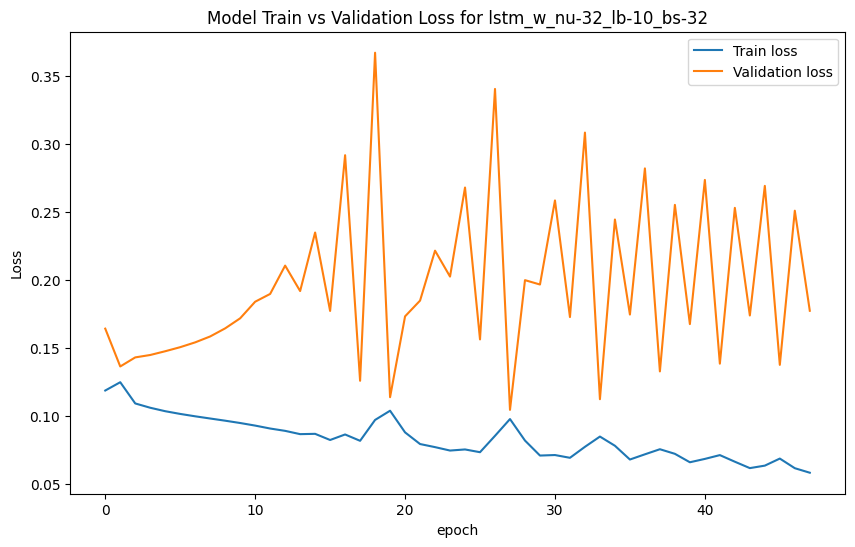 Model Train vs Validation Loss for lstm_w_nu-32_lb-10_bs-32
Train loss
Validation loss
0.35
0.30
0.25
0.20
0.15
0.10
0.05
Loss
0
10
20
30
40
epoch